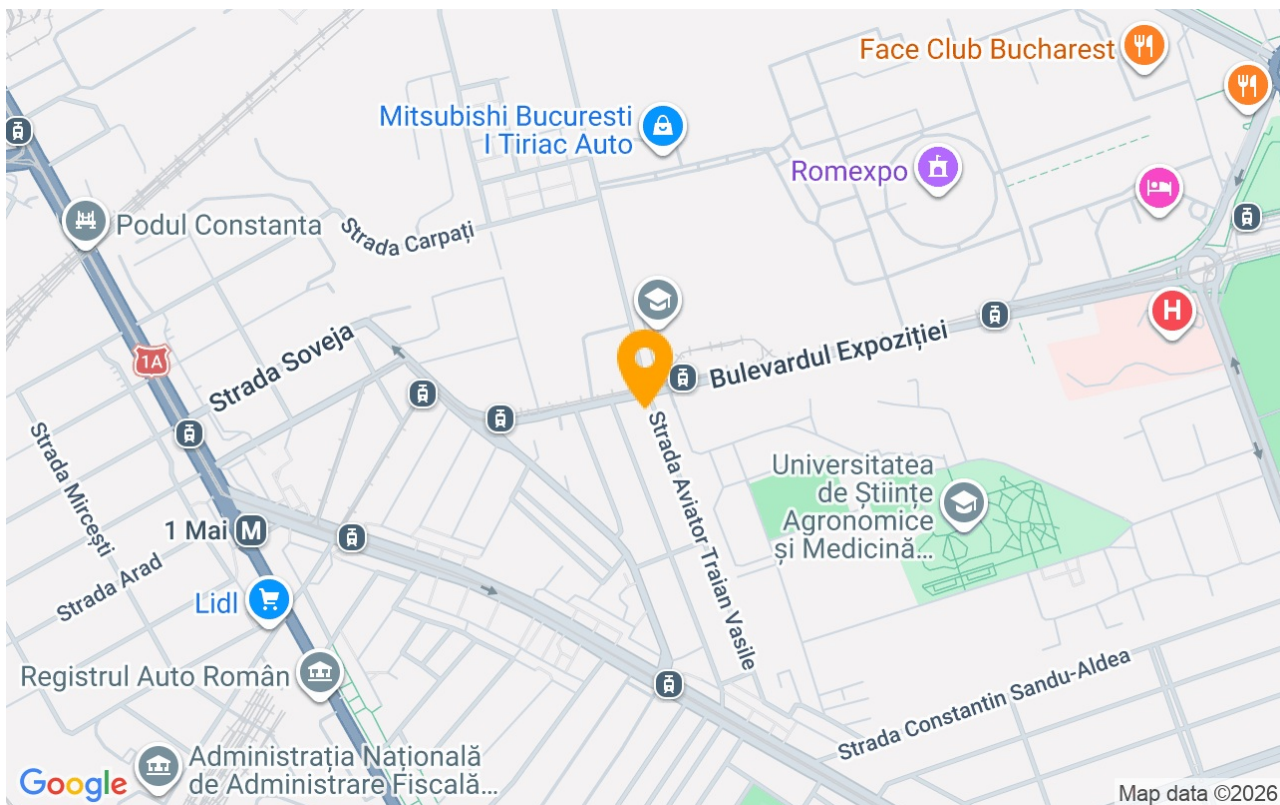 Face Club Bucharest
Mitsubishi Bucuresti
I Tiriac Auto
Romexpo
Podul Constanta
Strada Carpați
H
Strada Soveja
1A
Bulevardul Expoziției
Strada Mircești
Strada Aviator Traian Vasile
Universitatea
de Științe
Agronomice
și Medicină...
1 Mai M
Strada Arad
Lidl
Registrul Auto Român
Strada Constantin Sandu-Aldea
Administrația Națională
de Administrare Fiscală...
Google
Map data ©2026